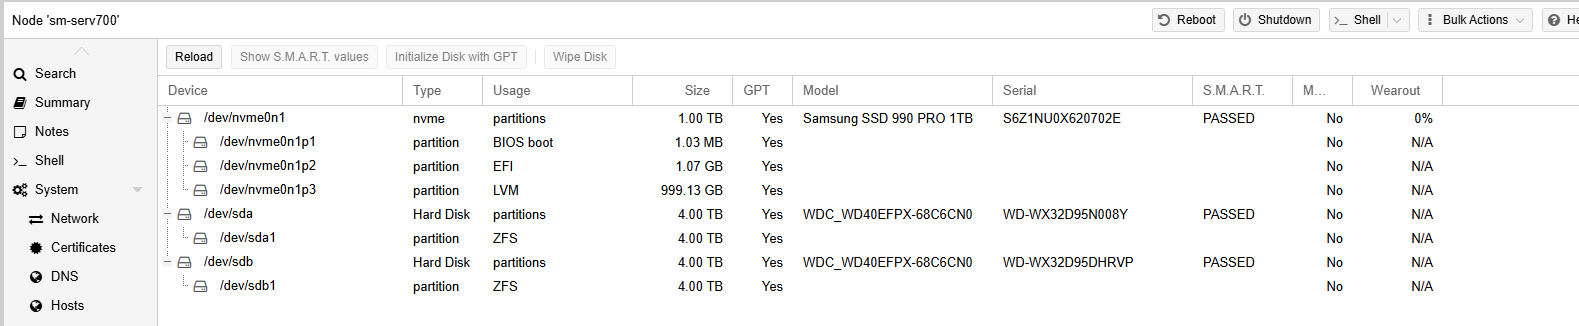 Node 'sm-serv700' Reboot Shutdown Shell Bulk Actions He
Reload Show S.M.A.R.T. values Initialize Disk with GPT Wipe Disk
Search
Summary
Notes
Shell
System
Network
Certificates
DNS
Hosts
Device Type Usage Size GPT Model Serial S.M.A.R.T. M... Wearout
/dev/nvme0n1 nvme partitions 1.00 TB Yes Samsung SSD 990 PRO 1TB S6Z1NU0X620702E PASSED No 0%
/dev/nvme0n1p1 partition BIOS boot 1.03 MB Yes No N/A
/dev/nvme0n1p2 partition EFI 1.07 GB Yes No N/A
/dev/nvme0n1p3 partition LVM 999.13 GB Yes No N/A
/dev/sda Hard Disk partitions 4.00 TB Yes WDC_WD40EFPX-68C6CN0 WD-WX32D95N008Y PASSED No N/A
/dev/sda1 partition ZFS 4.00 TB Yes No N/A
/dev/sdb Hard Disk partitions 4.00 TB Yes WDC_WD40EFPX-68C6CN0 WD-WX32D95DHRVP PASSED No N/A
/dev/sdb1 partition ZFS 4.00 TB Yes No N/A